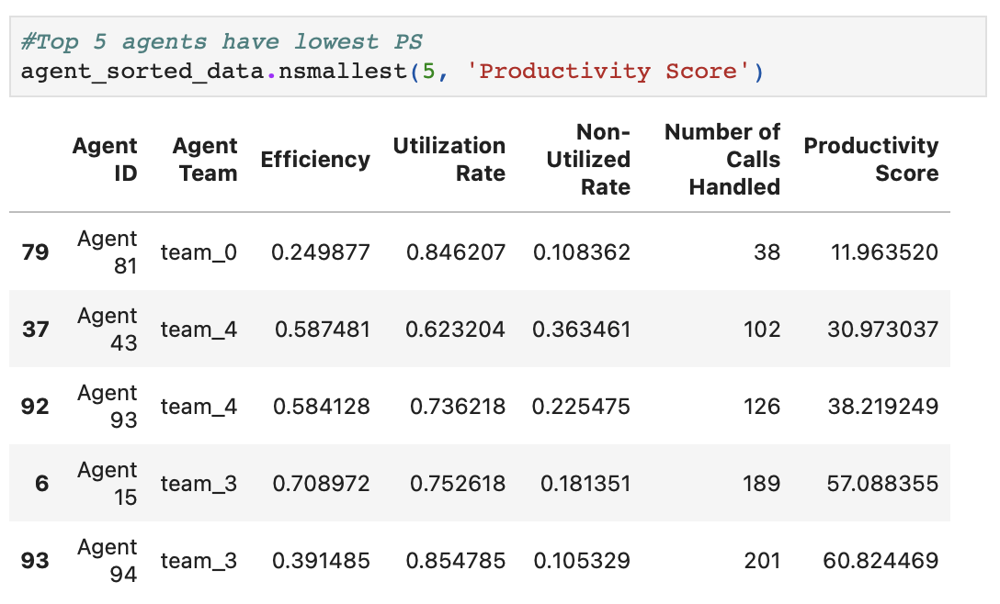 #Top 5 agents have lowest PS
agent_sorted_data.nsmallest(5, 'Productivity Score')
Agent ID Agent Team Efficiency Utilization Rate Non-Utilized Rate Number of Calls Handled Productivity Score
79 Agent 81 team_0 0.249877 0.846207 0.108362 38 11.963520
37 Agent 43 team_4 0.587481 0.623204 0.363461 102 30.973037
92 Agent 93 team_4 0.584128 0.736218 0.225475 126 38.219249
6 Agent 15 team_3 0.708972 0.752618 0.181351 189 57.088355
93 Agent 94 team_3 0.391485 0.854785 0.105329 201 60.824469